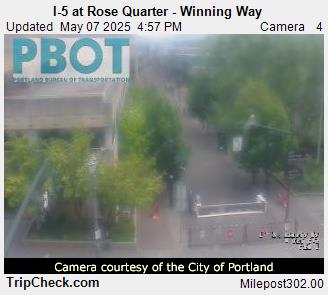 I-5 at Rose Quarter - Winning Way
Updated May 07 2025 4:57 PM Camera 4
PBOT
PORTLAND BUREAU OF TRANSPORTATION
Camera courtesy of the City of Portland
TripCheck.com Milepost302.00